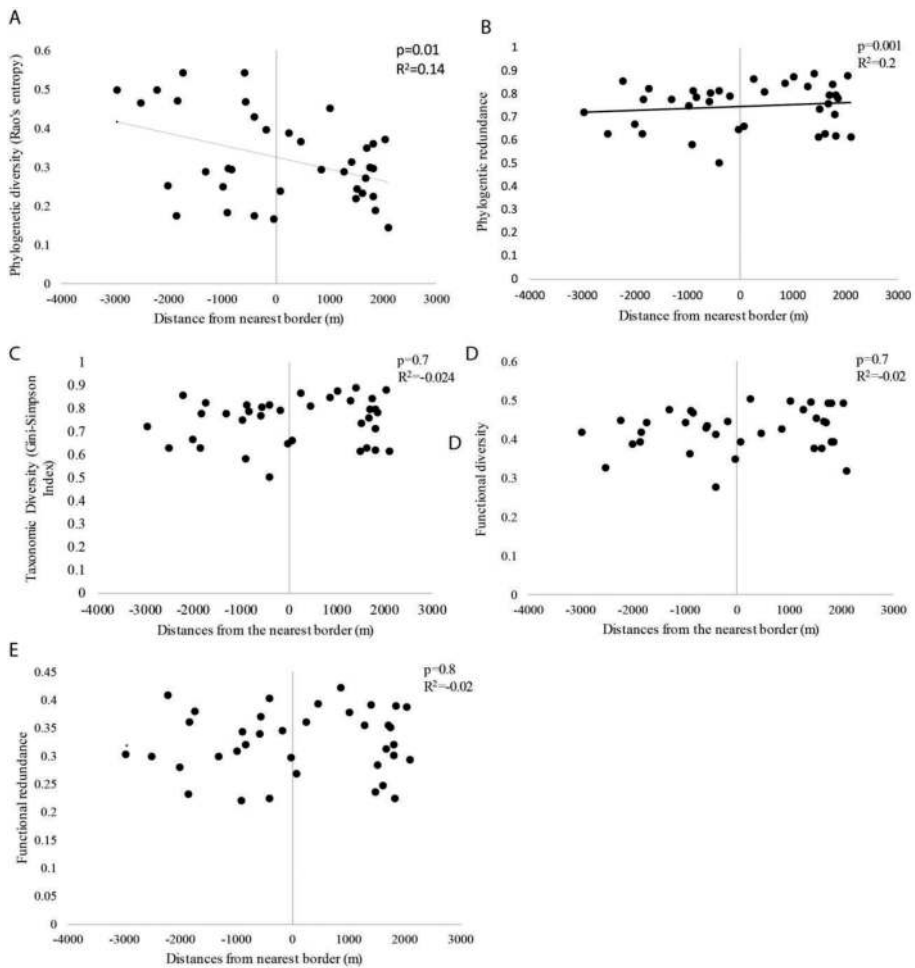 A
p=0.01
R²=0.14
Phylogenetic diversity (Rao's entropy)
0.6
0.5
0.4
0.3
0.2
0.1
0
-4000 -3000 -2000 -1000 0 1000 2000 3000
Distance from nearest border (m)
B
p=0.001
R²=0.2
Phylogentic redundance
1
0.9
0.8
0.7
0.6
0.5
0.4
0.3
0.2
0.1
0
-4000 -3000 -2000 -1000 0 1000 2000 3000
Distance from nearest border (m)
C
p=0.7
R²=-0.024
Taxonomic Diversity (Gini-Simpson
Index)
1
0.9
0.8
0.7
0.6
0.5
0.4
0.3
0.2
0.1
0
-4000 -3000 -2000 -1000 0 1000 2000 3000
Distances from the nearest border (m)
D
p=0.7
R²=-0.02
D
Functional diversity
0.6
0.5
0.4
0.3
0.2
0.1
0
-4000 -3000 -2000 -1000 0 1000 2000 3000
Distances from the nearest border (m)
E
p=0.8
R²=-0.02
Functional redundance
0.45
0.4
0.35
0.3
0.25
0.2
0.15
0.1
0.05
0
-4000 -3000 -2000 -1000 0 1000 2000 3000
Distance from nearest border (m)